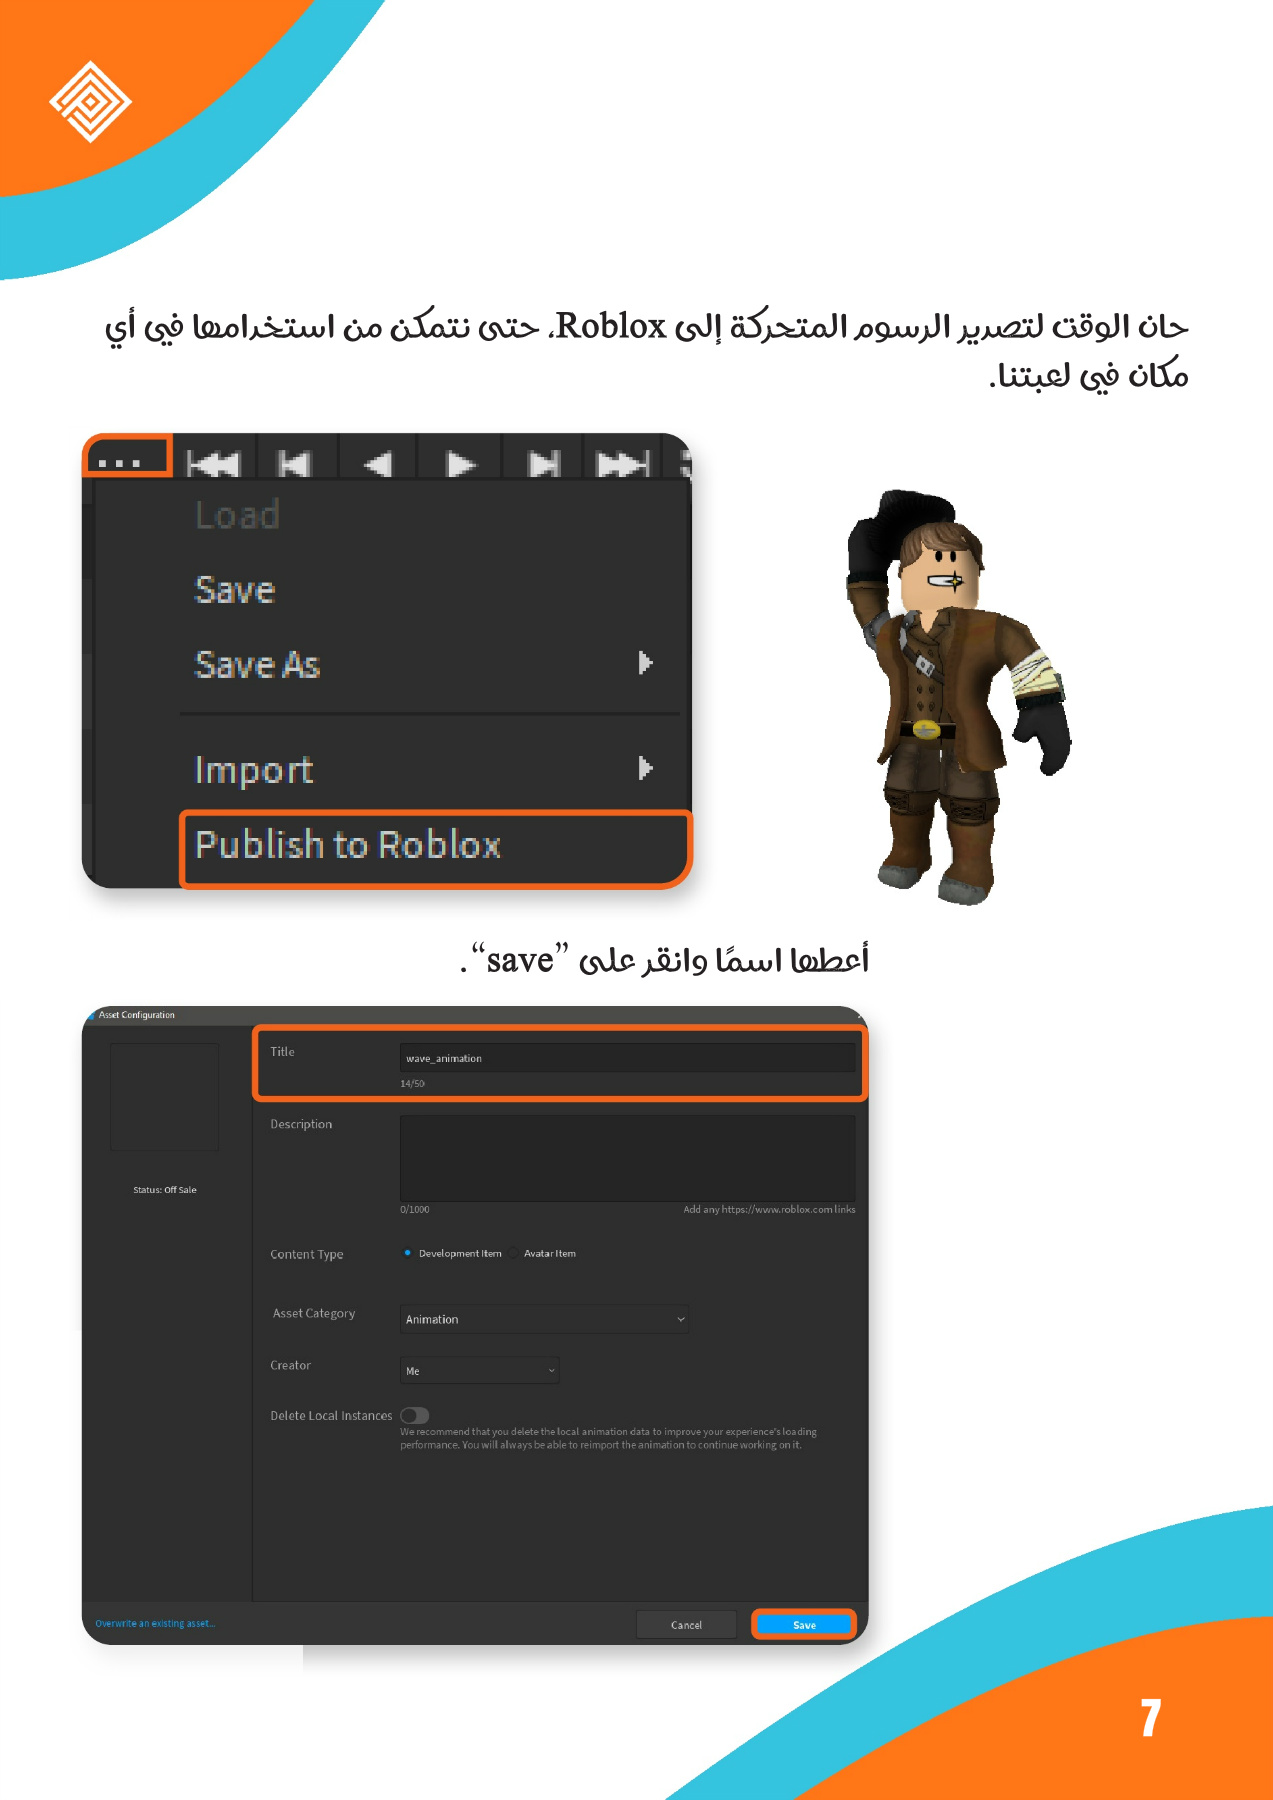 حان الوقت لتصدير الرسوم المتحركة إلى Roblox، حتى نتمكن من استخدامها في أي
مكان في لعبتنا.
...
Load
Save
Save As
Import
Publish to Roblox
أعطها اسمًا وانقر على ”save“.
Asset Configuration
Title
wave_animation
14/50
Description
0/1000
Add any https://www.roblox.com links
Status: Off Sale
Content Type
Development Item
Avatar Item
Asset Category
Animation
Creator
Me
Delete Local Instances
We recommend that you delete the local animation data to improve your experience's loading
performance. You will always be able to reimport the animation to continue working on it.
Overwrite an existing asset...
Cancel
Save
7